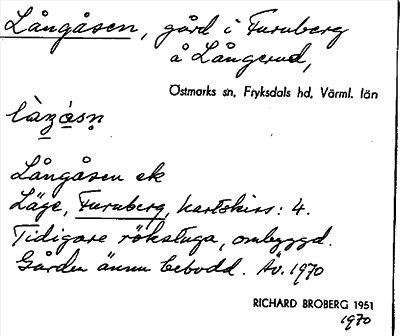 Långåsen, gård i Furuberg
å Långerud,
Östmarks sn, Fryksdals hd, Värml. län
Långåsen ek
Läge, Furuberg, kartskiss: 4.
Tidigare rökstuga, ombyggd.
Gården ännu bebodd. Av. 1970
RICHARD BROBERG 1951
1970